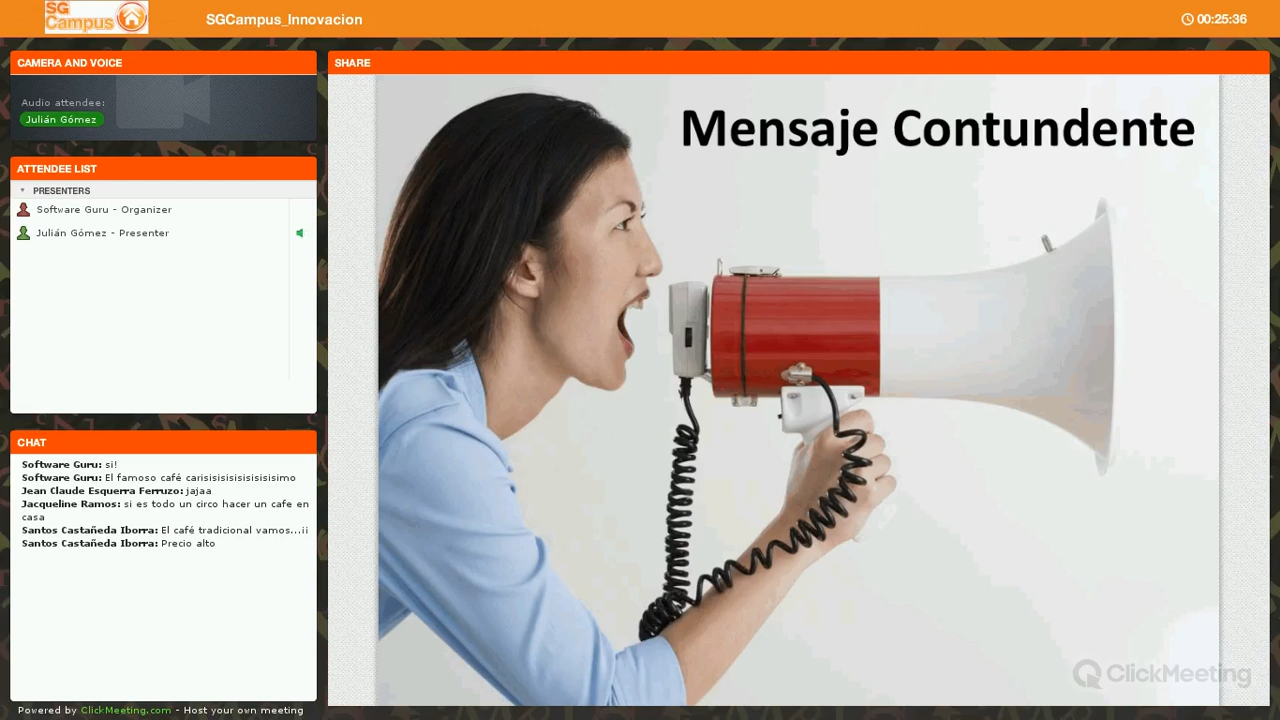 SG
Campus
SGCampus_Innovacion
00:25:36
CAMERA AND VOICE
Audio attendee:
Julián Gómez
ATTENDEE LIST
PRESENTERS
Software Guru - Organizer
Julián Gómez - Presenter
CHAT
Software Guru: si!
Software Guru: El famoso café carisisisisisisisisisimo
Jean Claude Esquerra Ferruzo: jajaa
Jacqueline Ramos: si es todo un circo hacer un cafe en
casa
Santos Castañeda Iborra: El café tradicional vamos...¡¡
Santos Castañeda Iborra: Precio alto
Powered by ClickMeeting.com - Host your own meeting
SHARE
Mensaje Contundente
ClickMeeting